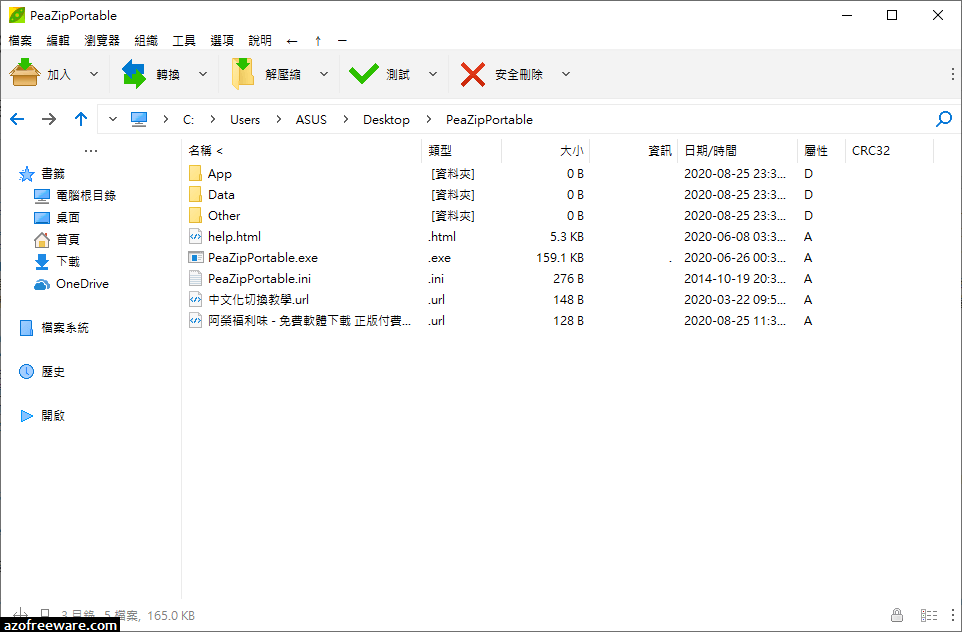 PeaZipPortable
檔案 編輯 瀏覽器 組織 工具 選項 說明 ← ↑ –
加入 轉換 解壓縮 測試 安全刪除
C: > Users > ASUS > Desktop > PeaZipPortable
...
名稱 < 類型 大小 資訊 日期/時間 屬性 CRC32
書籤
電腦根目錄
桌面
首頁
下載
OneDrive
檔案系統
歷史
開啟
App [資料夾] 0 B 2020-08-25 23:3... D
Data [資料夾] 0 B 2020-08-25 23:3... D
Other [資料夾] 0 B 2020-08-25 23:3... D
help.html .html 5.3 KB 2020-06-08 03:3... A
PeaZipPortable.exe .exe 159.1 KB . 2020-06-26 00:3... A
PeaZipPortable.ini .ini 276 B 2014-10-19 20:3... A
中文化切換教學.url .url 148 B 2020-03-22 09:5... A
阿榮福利味 - 免費軟體下載 正版付費... .url 128 B 2020-08-25 11:3... A
3 目錄, 5 檔案, 165.0 KB
azofreeware.com